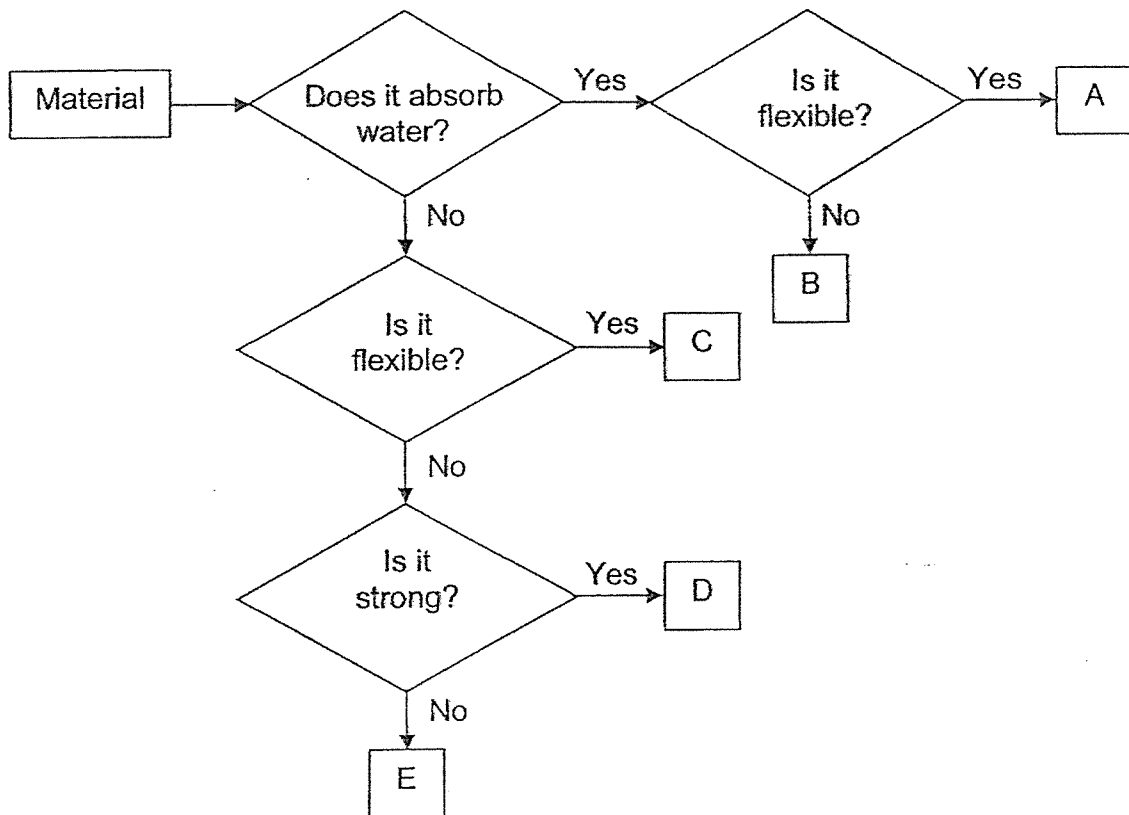 Material
Does it absorb
water?
Yes
Is it
flexible?
Yes
A
No
No
B
Is it
flexible?
Yes
C
No
Is it
strong?
Yes
D
No
E